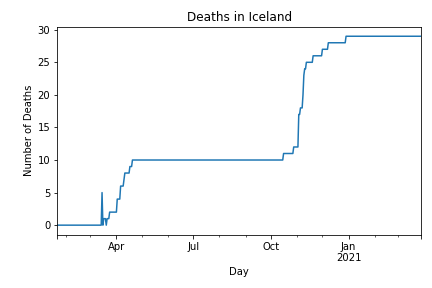 Deaths in Iceland
30
25
20
15
10
5
0
Number of Deaths
Apr
Jul
Oct
Jan
2021
Day